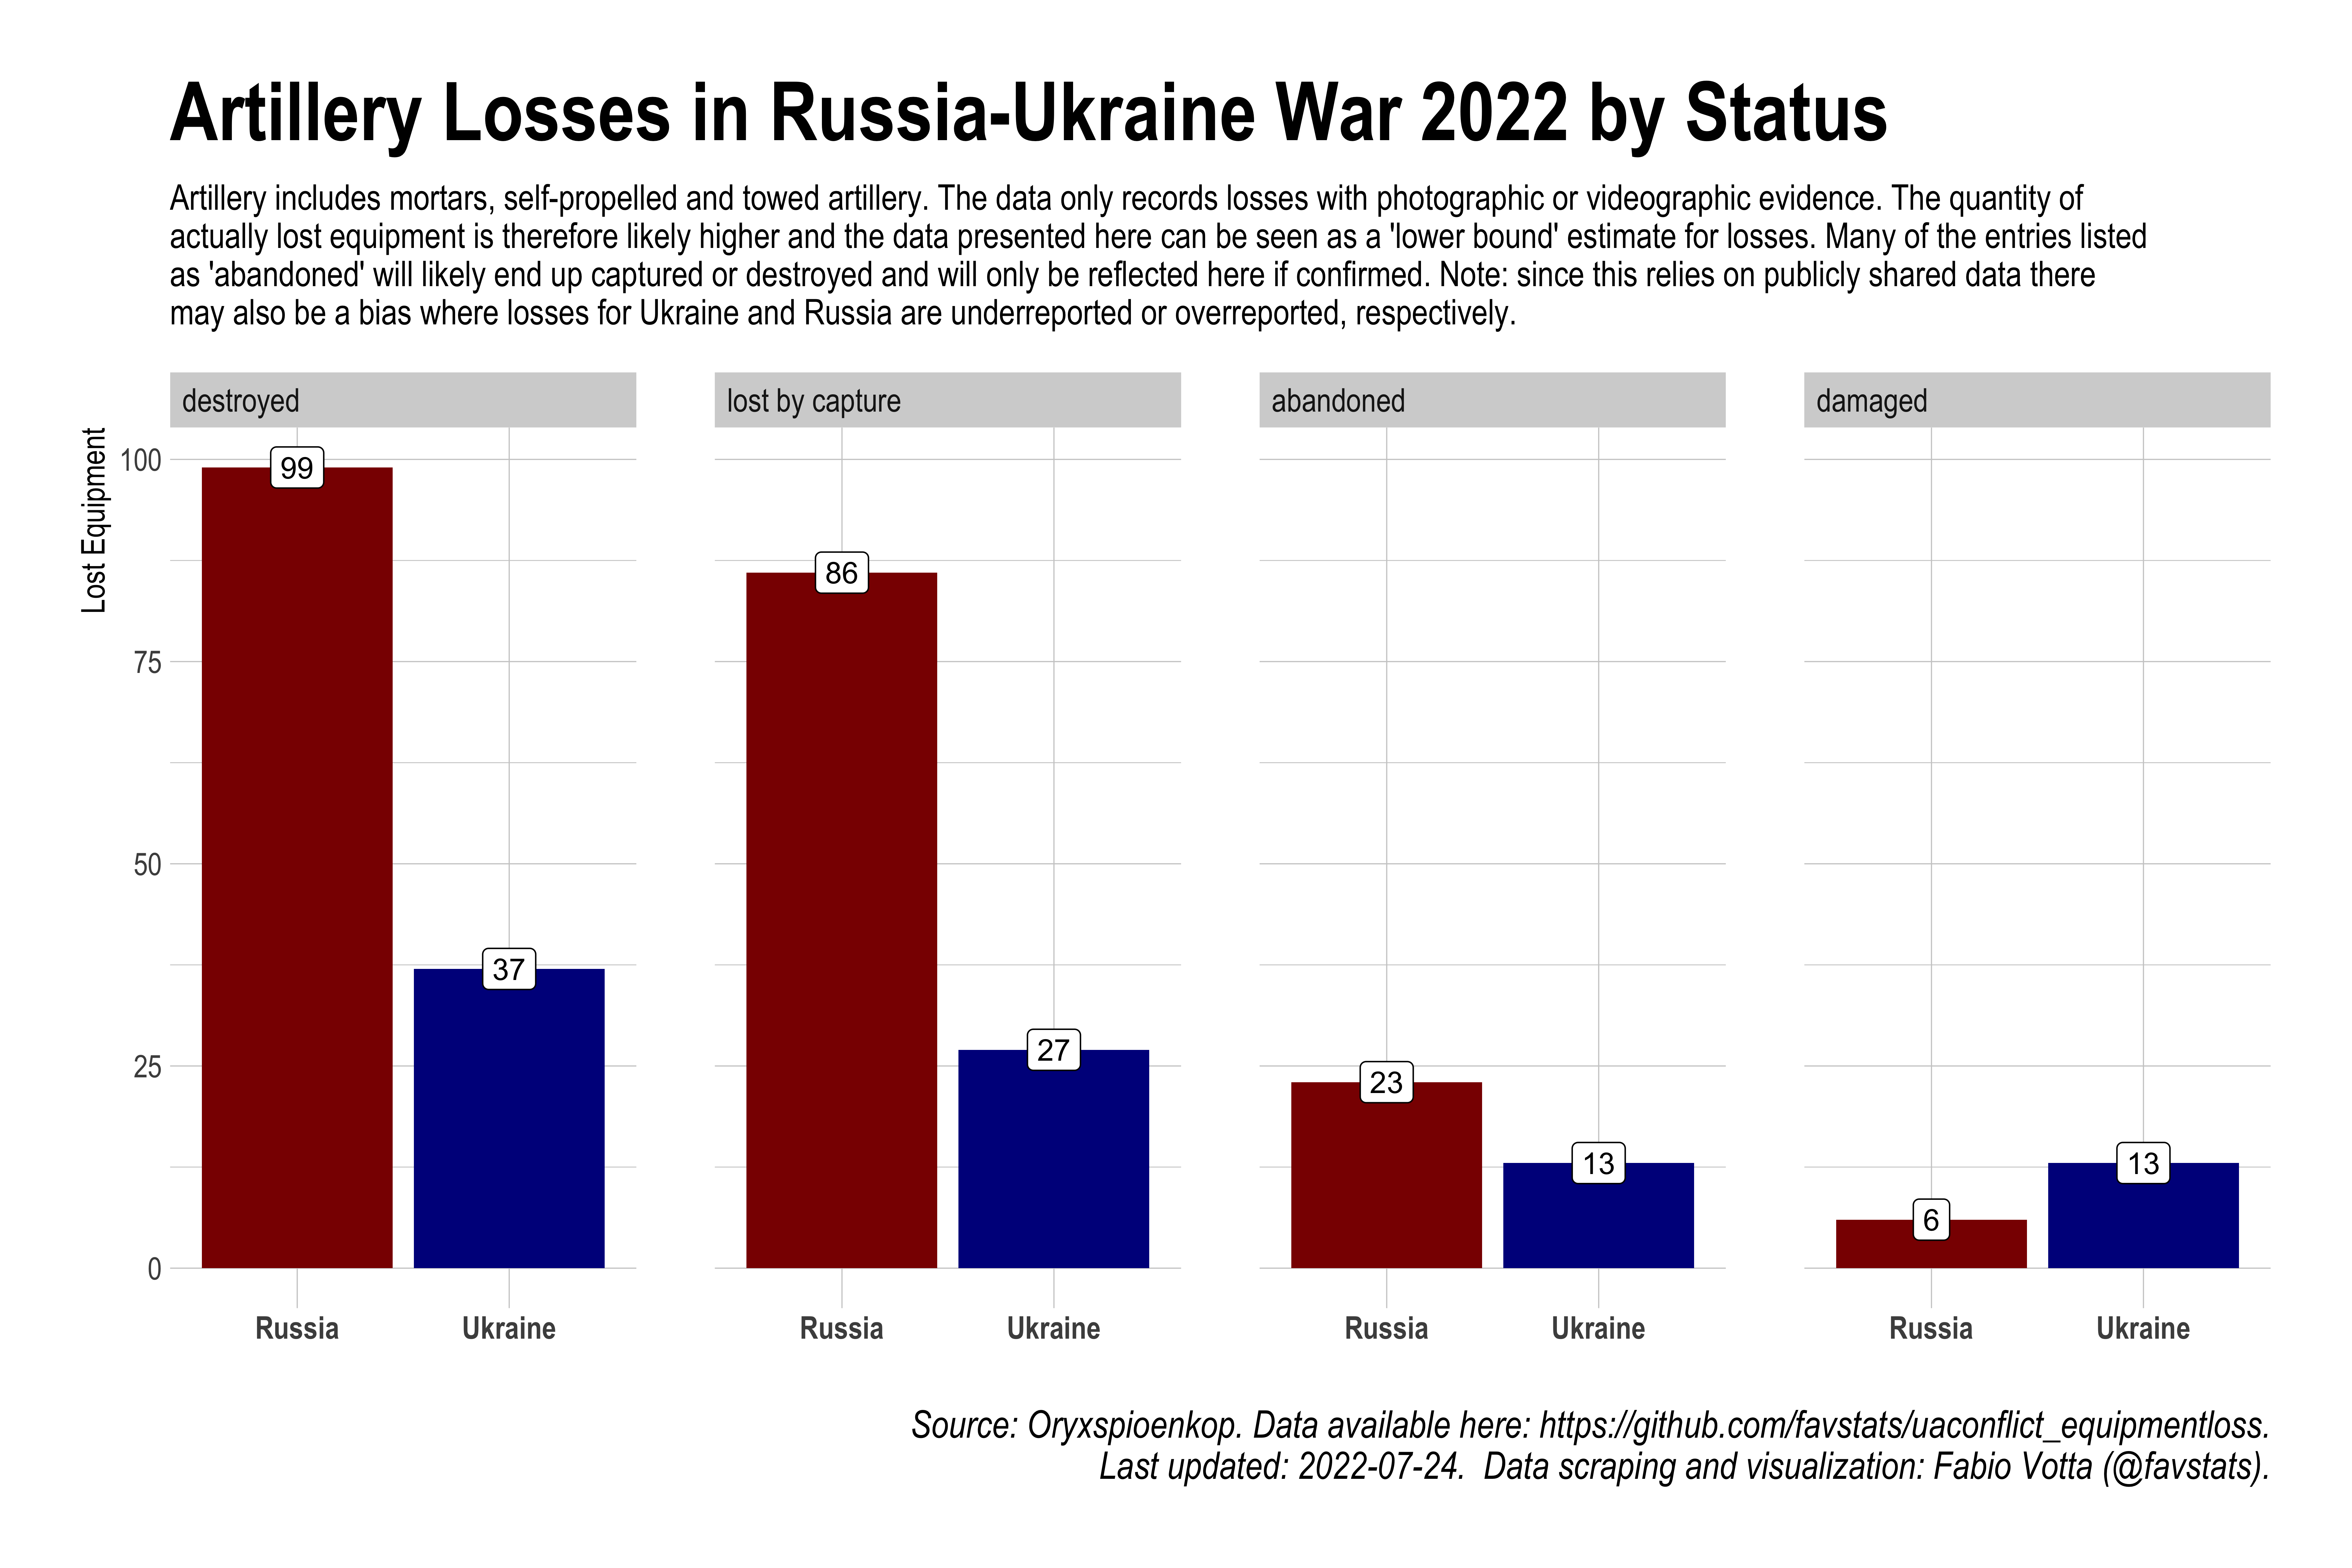 Artillery Losses in Russia-Ukraine War 2022 by Status
Artillery includes mortars, self-propelled and towed artillery. The data only records losses with photographic or videographic evidence. The quantity of
actually lost equipment is therefore likely higher and the data presented here can be seen as a 'lower bound' estimate for losses. Many of the entries listed
as 'abandoned' will likely end up captured or destroyed and will only be reflected here if confirmed. Note: since this relies on publicly shared data there
may also be a bias where losses for Ukraine and Russia are underreported or overreported, respectively.
destroyed
lost by capture
abandoned
damaged
Lost Equipment
100
75
50
25
0
99
37
86
27
23
13
6
13
Russia
Ukraine
Russia
Ukraine
Russia
Ukraine
Russia
Ukraine
Source: Oryxspioenkop. Data available here: https://github.com/favstats/uaconflict_equipmentloss.
Last updated: 2022-07-24.  Data scraping and visualization: Fabio Votta (@favstats).